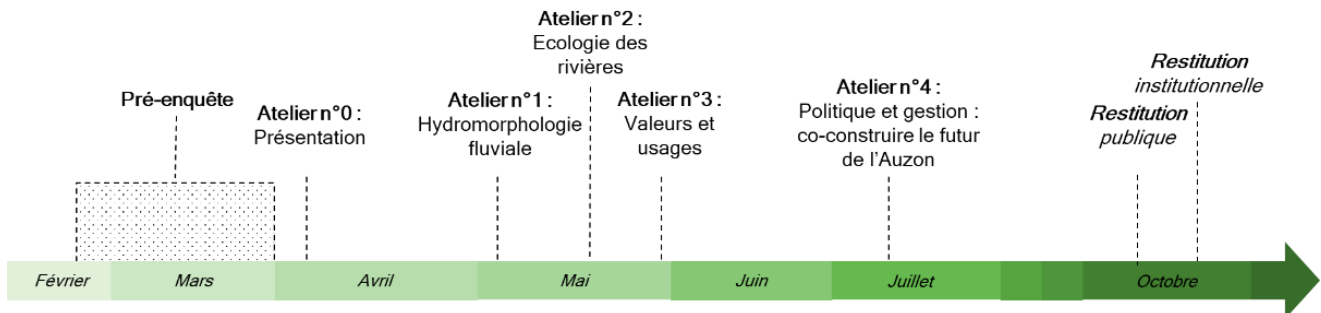 Pré-enquête
Atelier n°0 :
Présentation
Atelier n°1 :
Hydromorphologie
fluviale
Atelier n°2 :
Ecologie des
rivières
Atelier n°3 :
Valeurs et
usages
Atelier n°4 :
Politique et gestion :
co-construire le futur
de l'Auzon
Restitution
publique
Restitution
institutionnelle
Février
Mars
Avril
Mai
Juin
Juillet
Octobre